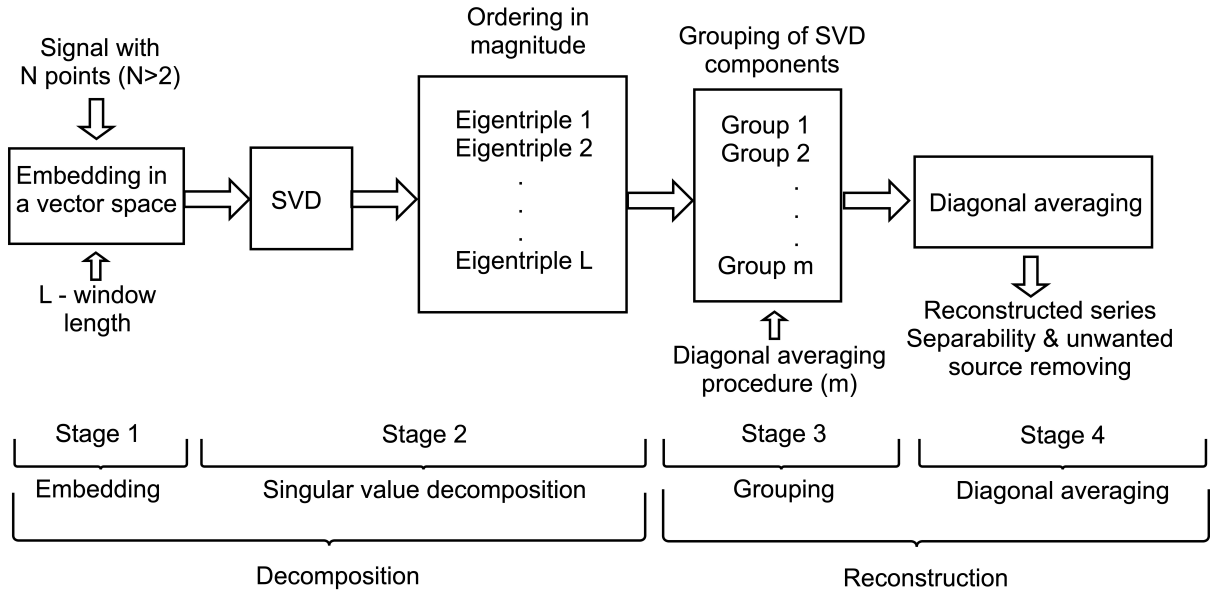 Signal with
N points (N>2)
Embedding in
a vector space
L - window
length
SVD
Ordering in
magnitude
Eigentriple 1
Eigentriple 2
.
.
.
Eigentriple L
Grouping of SVD
components
Group 1
Group 2
.
.
.
Group m
Diagonal averaging
procedure (m)
Diagonal averaging
Reconstructed series
Separability & unwanted
source removing
Stage 1
Stage 2
Stage 3
Stage 4
Embedding
Singular value decomposition
Grouping
Diagonal averaging
Decomposition
Reconstruction